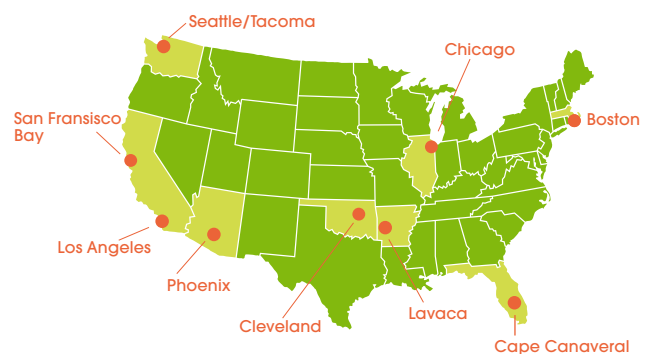 Seattle/Tacoma
Chicago
San Fransisco
Bay
Boston
Los Angeles
Phoenix
Lavaca
Cleveland
Cape Canaveral